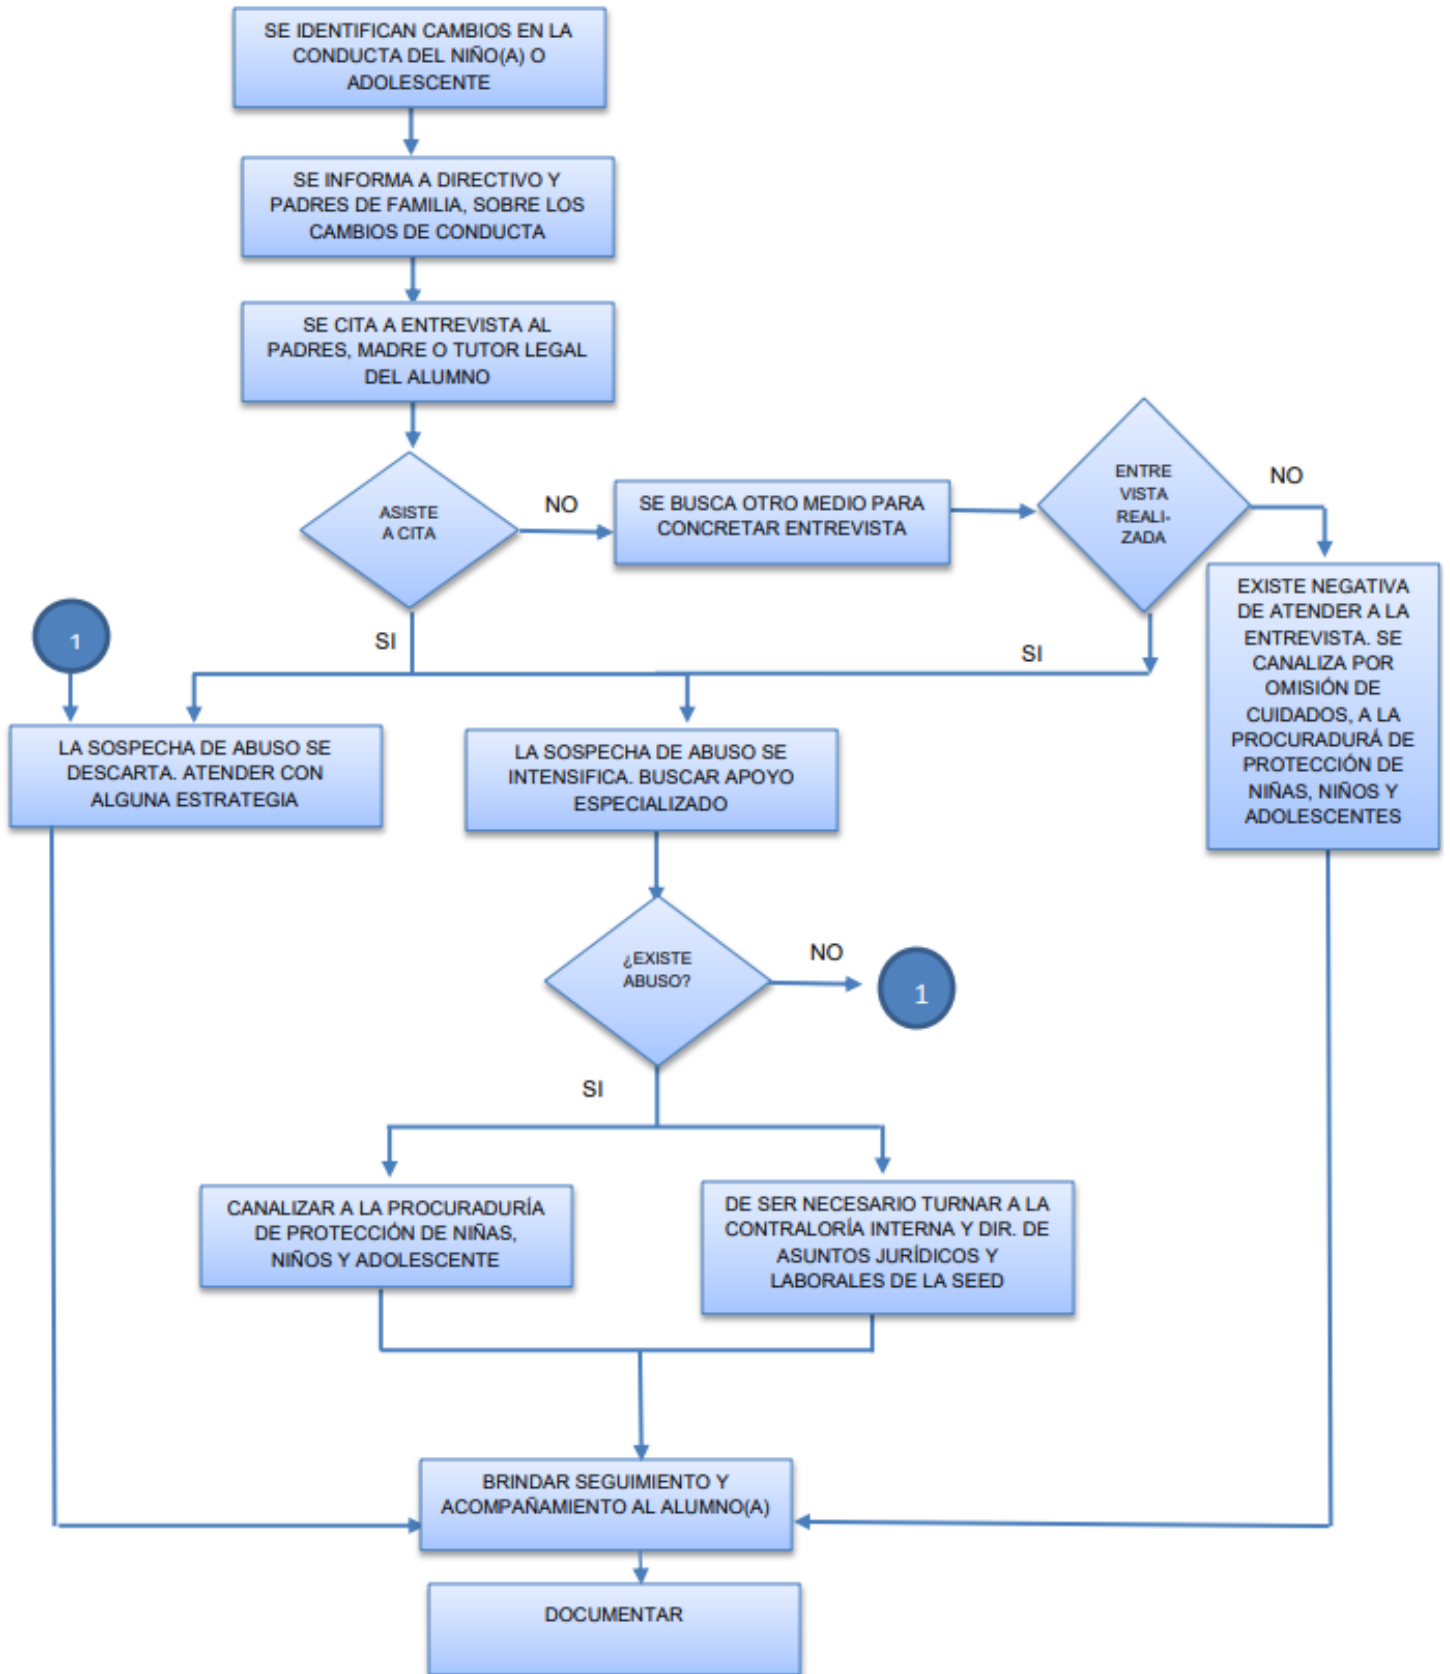 SE IDENTIFICAN CAMBIOS EN LA
CONDUCTA DEL NIÑO(A) O
ADOLESCENTE
SE INFORMA A DIRECTIVO Y
PADRES DE FAMILIA, SOBRE LOS
CAMBIOS DE CONDUCTA
SE CITA A ENTREVISTA AL
PADRES, MADRE O TUTOR LEGAL
DEL ALUMNO
ASISTE
A CITA
NO
SE BUSCA OTRO MEDIO PARA
CONCRETAR ENTREVISTA
ENTRE
VISTA
REALI-
ZADA
NO
EXISTE NEGATIVA
DE ATENDER A LA
ENTREVISTA. SE
CANALIZA POR
OMISIÓN DE
CUIDADOS, A LA
PROCURADURÁ DE
PROTECCIÓN DE
NIÑAS, NIÑOS Y
ADOLESCENTES
1
SI
SI
LA SOSPECHA DE ABUSO SE
DESCARTA. ATENDER CON
ALGUNA ESTRATEGIA
LA SOSPECHA DE ABUSO SE
INTENSIFICA. BUSCAR APOYO
ESPECIALIZADO
¿EXISTE
ABUSO?
NO
1
SI
CANALIZAR A LA PROCURADURÍA
DE PROTECCIÓN DE NIÑAS,
NIÑOS Y ADOLESCENTE
DE SER NECESARIO TURNAR A LA
CONTRALORÍA INTERNA Y DIR. DE
ASUNTOS JURÍDICOS Y
LABORALES DE LA SEED
BRINDAR SEGUIMIENTO Y
ACOMPAÑAMIENTO AL ALUMNO(A)
DOCUMENTAR